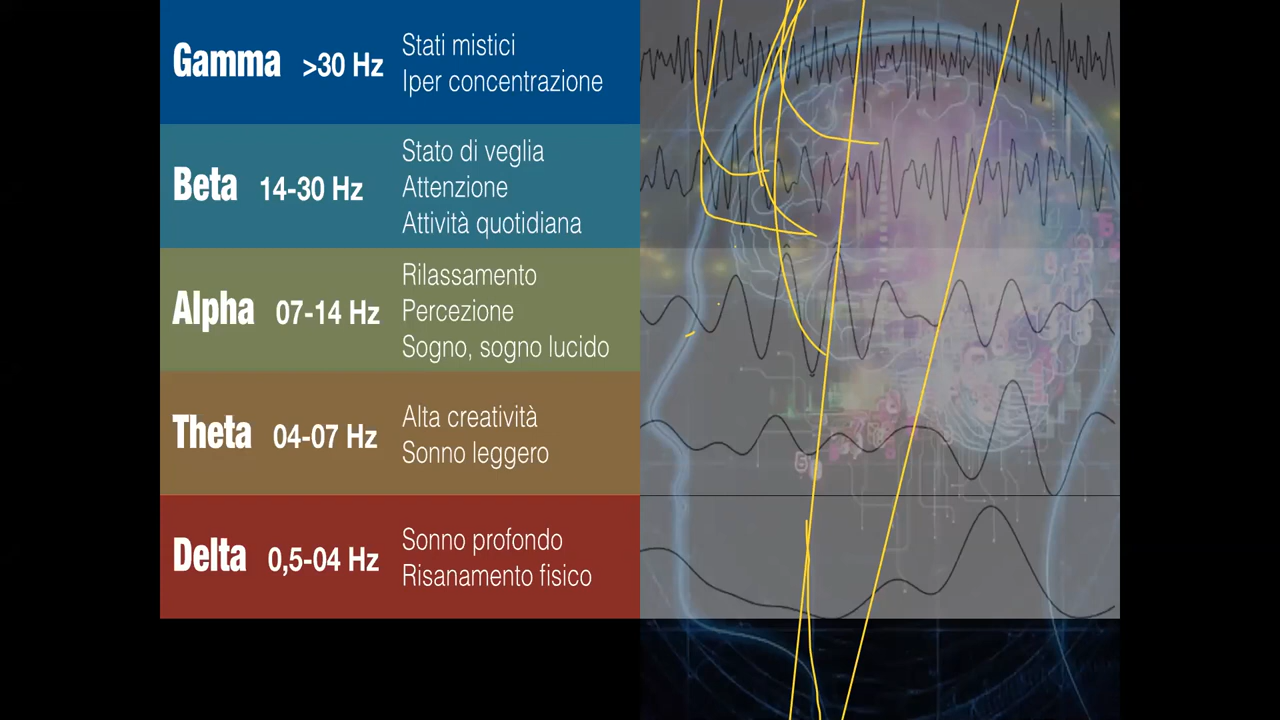 Gamma >30 Hz
Stati mistici
Iper concentrazione
Beta 14-30 Hz
Stato di veglia
Attenzione
Attività quotidiana
Alpha 07-14 Hz
Rilassamento
Percezione
Sogno, sogno lucido
Theta 04-07 Hz
Alta creatività
Sonno leggero
Delta 0,5-04 Hz
Sonno profondo
Risanamento fisico